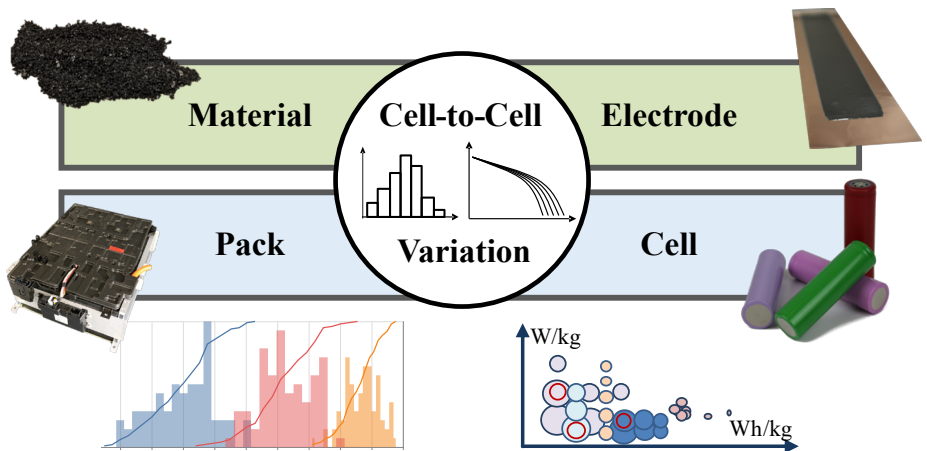 Material
Cell-to-Cell
Electrode
Pack
Variation
Cell
W/kg
Wh/kg